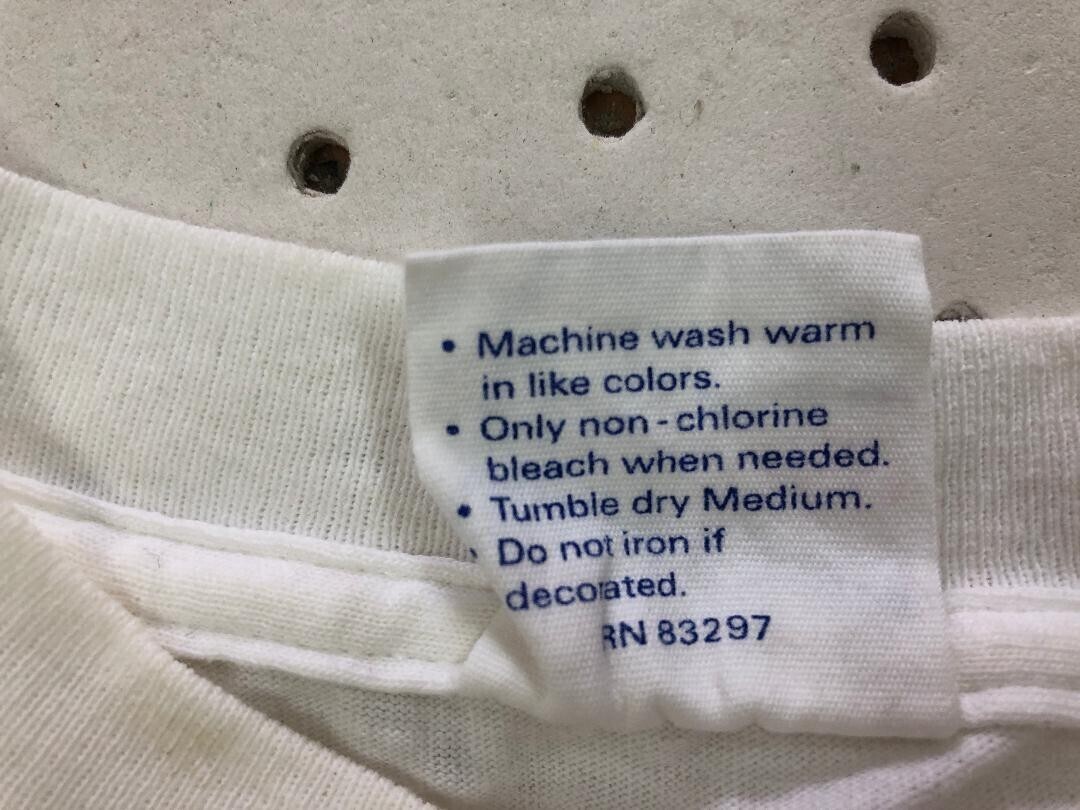 • Machine wash warm
in like colors.
• Only non-chlorine
bleach when needed.
• Tumble dry Medium.
• Do not iron if
decorated.
RN 83297